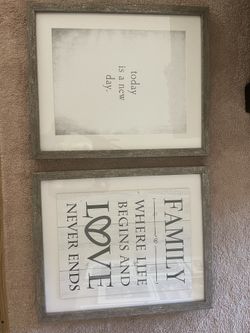 today
is a new
day.
FAMILY
WHERE LIFE
BEGINS AND
LOVE
NEVER ENDS